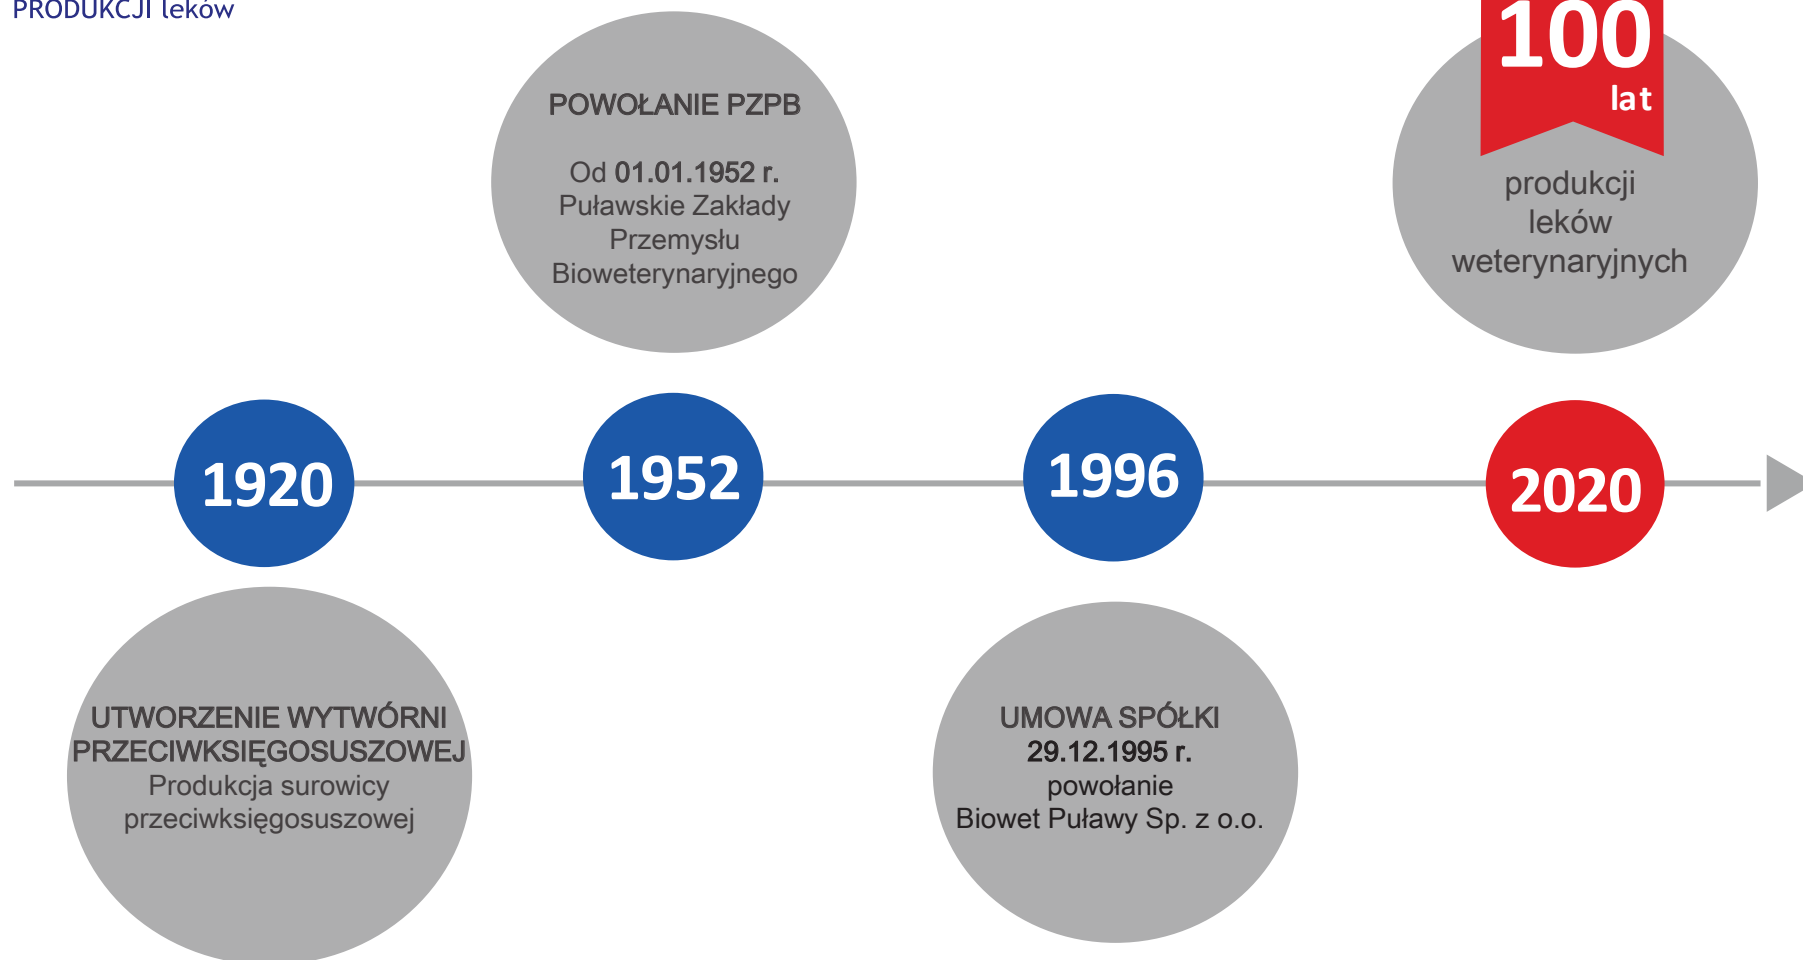 PRODUKCJI leków
POWOŁANIE PZPB
Od 01.01.1952 r.
Puławskie Zakłady
Przemysłu
Bioweterynaryjnego
100
lat
produkcji
leków
weterynaryjnych
1920
1952
1996
2020
UTWORZENIE WYTWÓRNI
PRZECIWKSIĘGOSUSZOWEJ
Produkcja surowicy
przeciwksięgosuszowej
UMOWA SPÓŁKI
29.12.1995 r.
powołanie
Biowet Puławy Sp. z o.o.